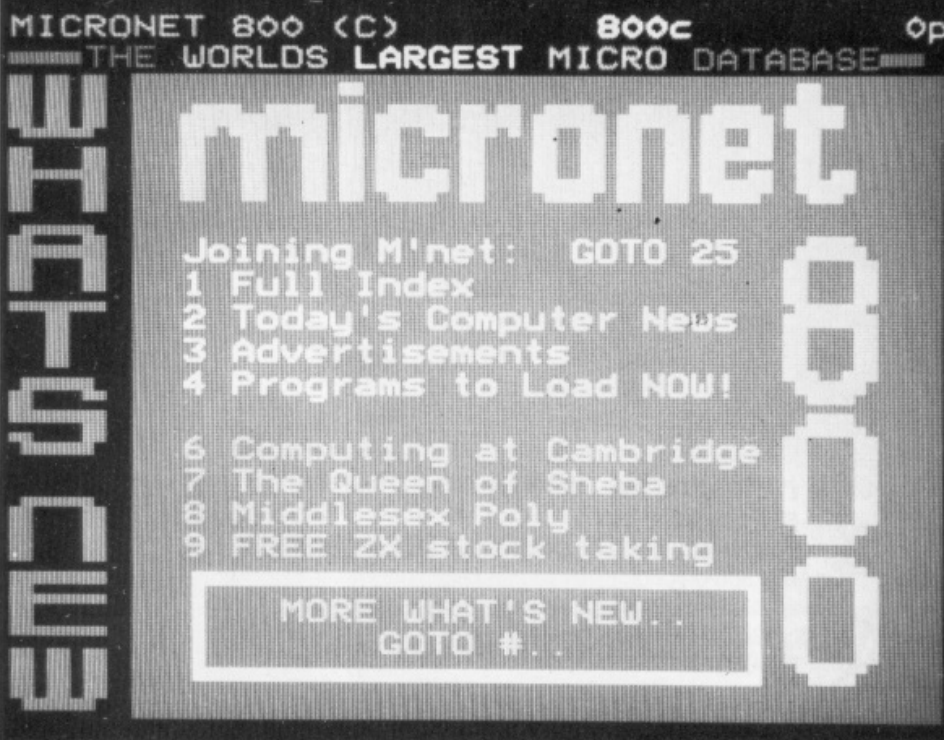 MICRONET 800 (C) 800c 0p
THE WORLDS LARGEST MICRO DATABASE
WHATS NEW
micronet
800
Joining M'net: GOTO 25
1 Full Index
2 Today's Computer News
3 Advertisements
4 Programs to Load NOW!
6 Computing at Cambridge
7 The Queen of Sheba
8 Middlesex Poly
9 FREE ZX stock taking
MORE WHAT'S NEW..
GOTO #..